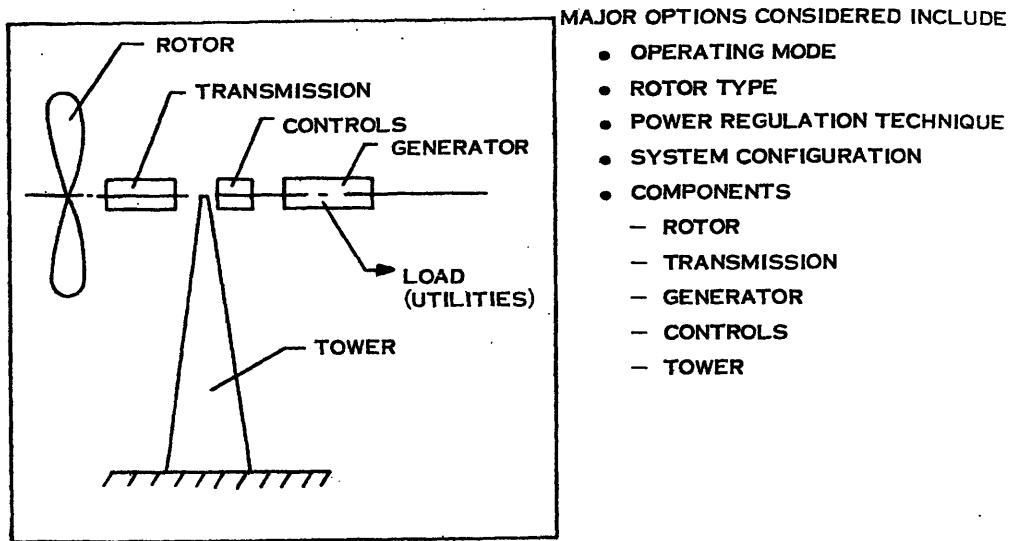 ROTOR
TRANSMISSION
CONTROLS
GENERATOR
LOAD
(UTILITIES)
TOWER
MAJOR OPTIONS CONSIDERED INCLUDE
• OPERATING MODE
• ROTOR TYPE
• POWER REGULATION TECHNIQUE
• SYSTEM CONFIGURATION
• COMPONENTS
– ROTOR
– TRANSMISSION
– GENERATOR
– CONTROLS
– TOWER